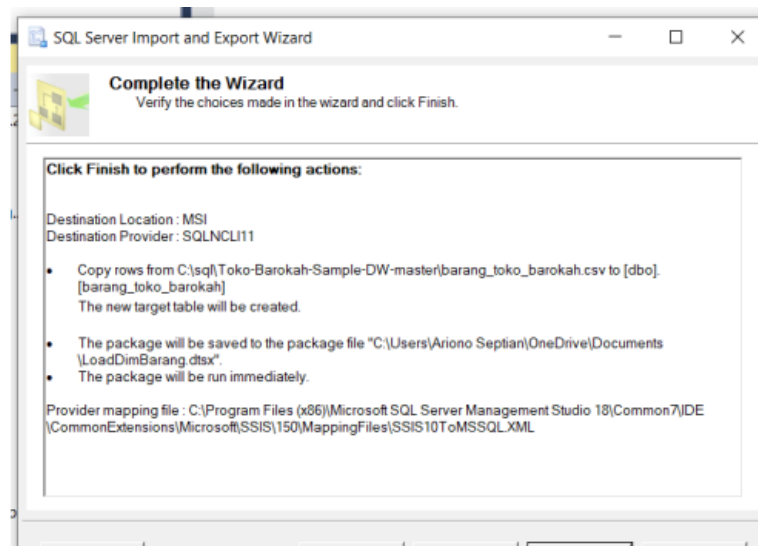 SQL Server Import and Export Wizard
Complete the Wizard
Verify the choices made in the wizard and click Finish.
Click Finish to perform the following actions:
Destination Location : MSI
Destination Provider : SQLNCLI11
• Copy rows from C:\sql\Toko-Barokah-Sample-DW-master\barang_toko_barokah.csv to [dbo].
[barang_toko_barokah]
The new target table will be created.
• The package will be saved to the package file "C:\Users\Ariono Septian\OneDrive\Documents
\LoadDimBarang.dtsx".
• The package will be run immediately.
Provider mapping file : C:\Program Files (x86)\Microsoft SQL Server Management Studio 18\Common7\IDE
\CommonExtensions\Microsoft\SSIS\150\MappingFiles\SSIS10ToMSSQL.XML